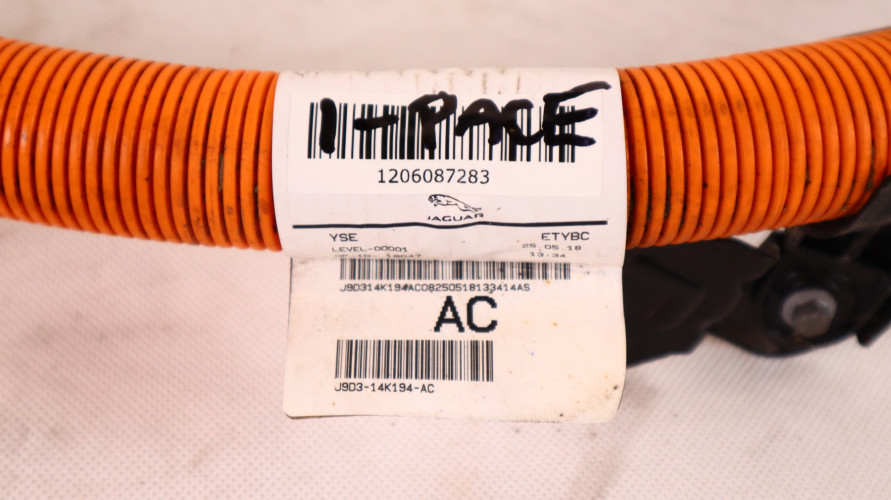 I-PACE
1206087283
JAGUAR
YSE ETYBC
LEVEL-00001 25.05.18
13:34
J9D314K194AC08250518133414AS
AC
J9D3-14K194-AC